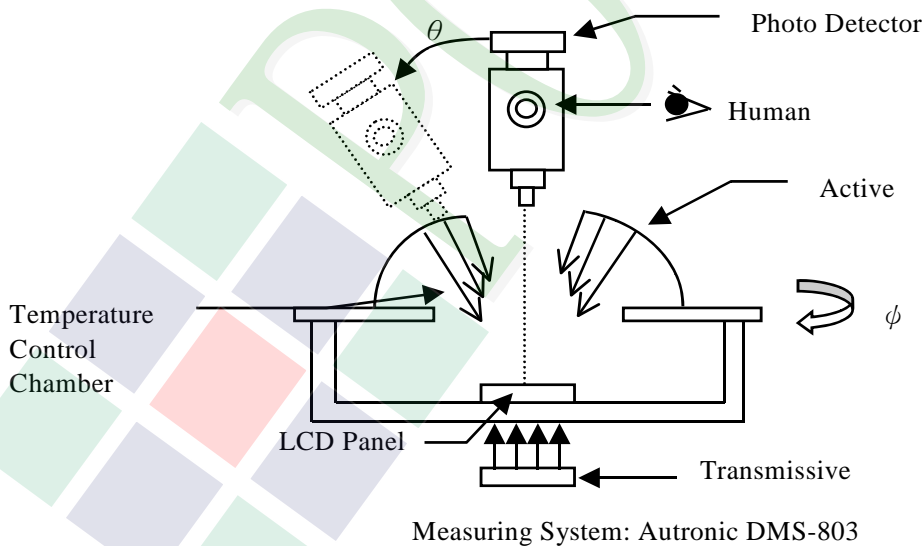 Photo Detector
θ
Human
Active
Temperature
Control
Chamber
ϕ
LCD Panel
Transmissive
Measuring System: Autronic DMS-803